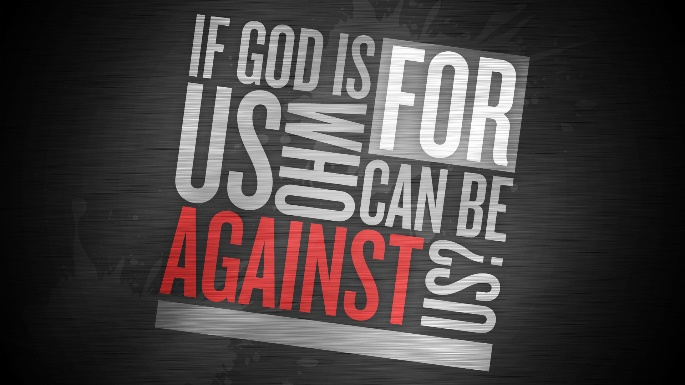 IF GOD IS FOR
US WHO CAN BE
AGAINST US?